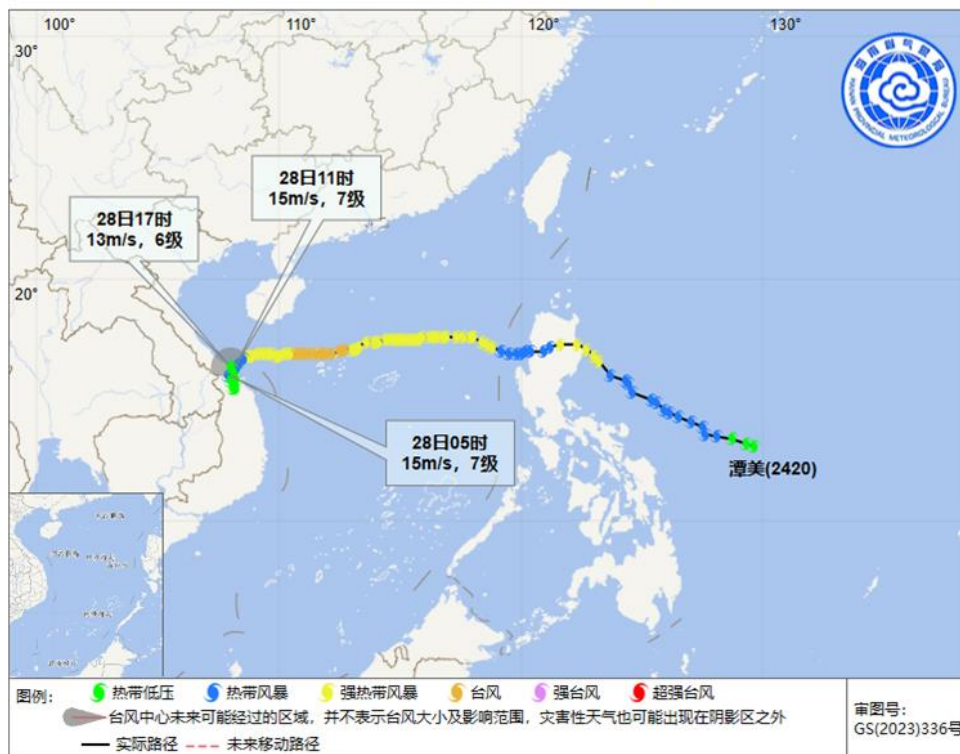 100°
110°
120°
130°
30°
20°
HAINAN PROVINCIAL METEOROLOGICAL BUREAU
28日11时
15m/s，7级
28日17时
13m/s，6级
28日05时
15m/s，7级
潭美(2420)
图例：
热带低压
热带风暴
强热带风暴
台风
强台风
超强台风
台风中心未来可能经过的区域，并不表示台风大小及影响范围，灾害性天气也可能出现在阴影区之外
实际路径
未来移动路径
审图号：
GS(2023)336号